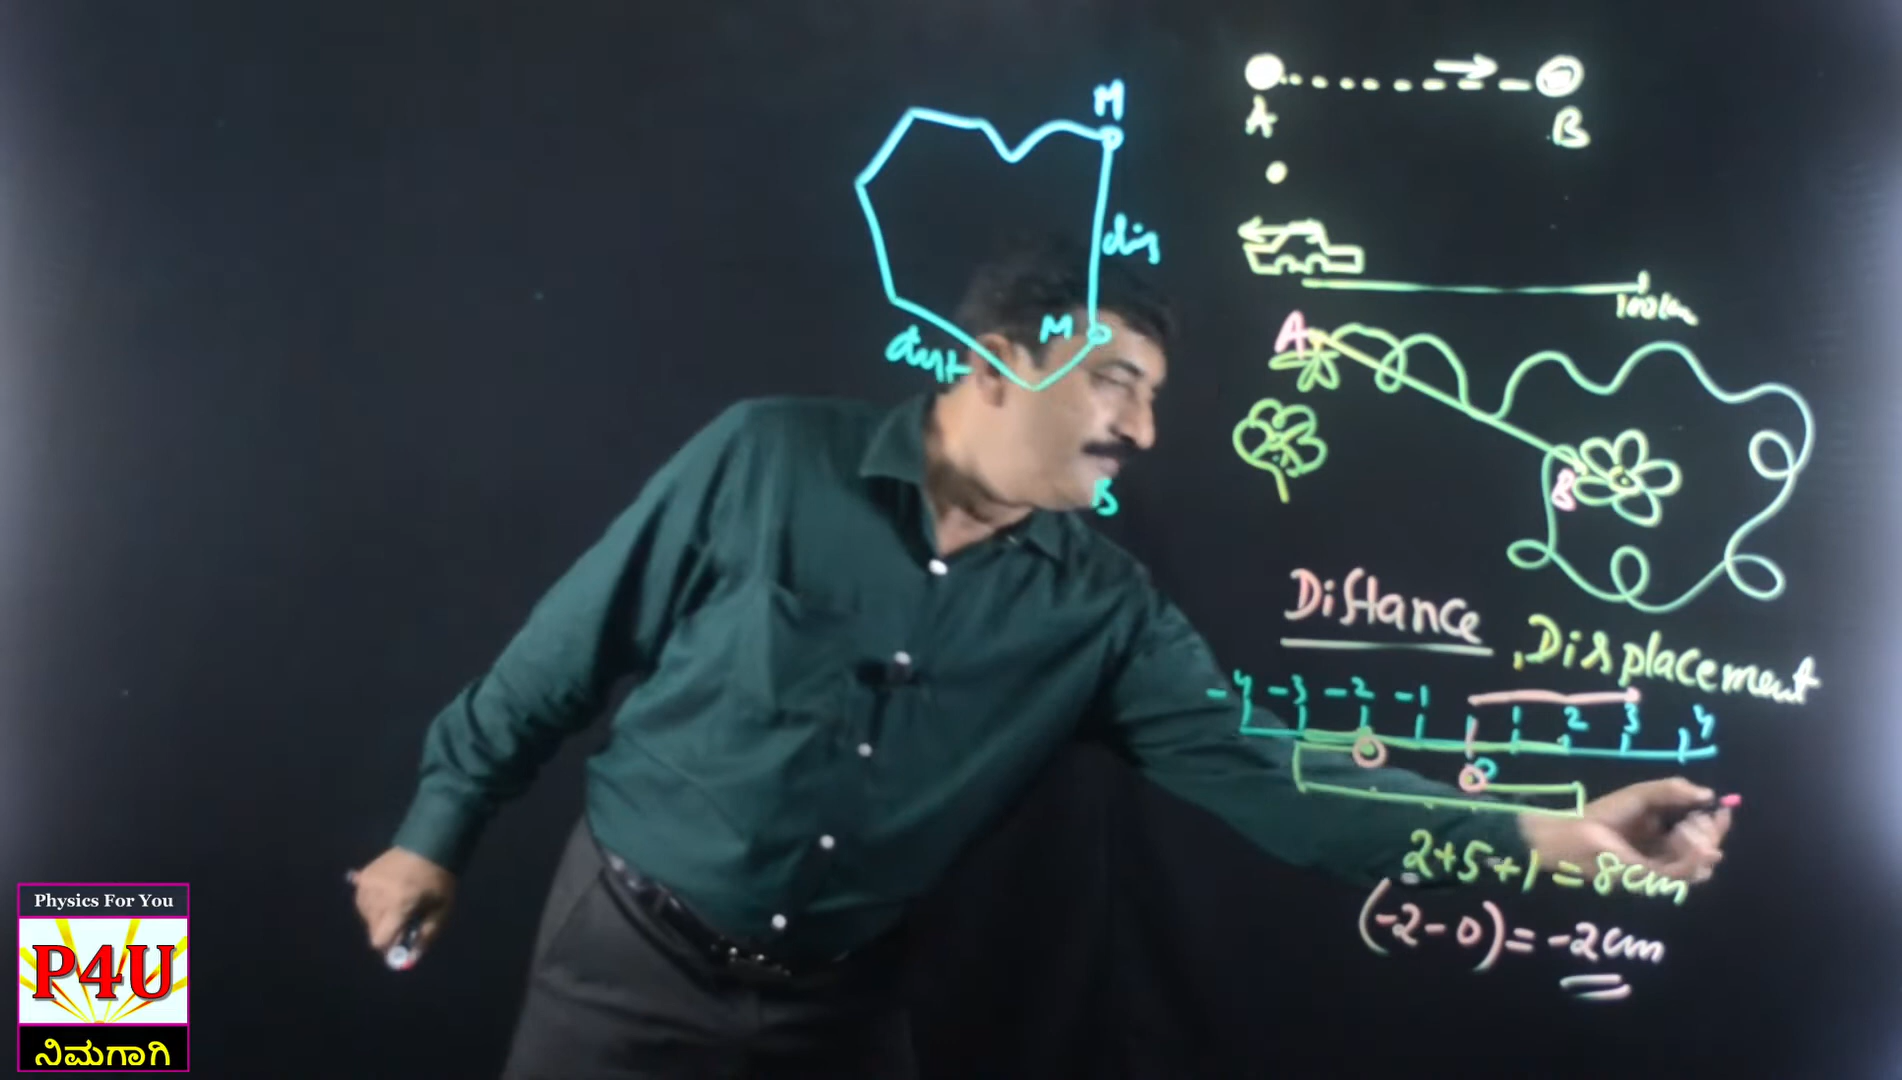 M
A
B
dis
100km
M
dist
A
B
B
Distance, Displacement
-4 -3 -2 -1 1 2 3 4
0
2+5+1=8cm
(-2-0)=-2cm
Physics For You
P4U
ನಿಮಗಾಗಿ